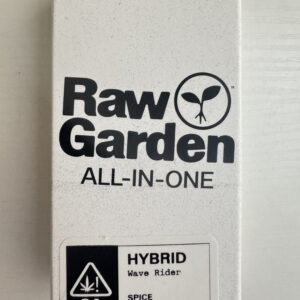 Raw
Garden
ALL-IN-ONE
HYBRID
Wave Rider
SPICE